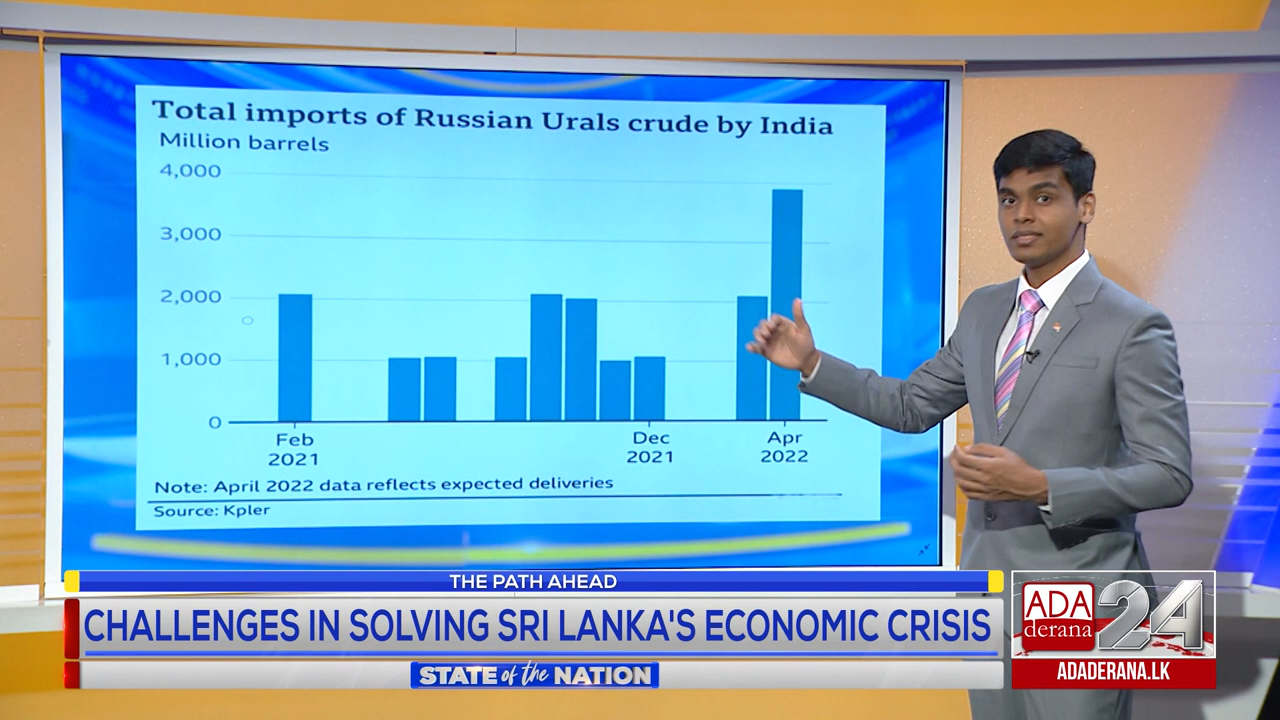 Total imports of Russian Urals crude by India
Million barrels
4,000
3,000
2,000
1,000
0
Feb
2021
Dec
2021
Apr
2022
Note: April 2022 data reflects expected deliveries
Source: Kpler
THE PATH AHEAD
CHALLENGES IN SOLVING SRI LANKA'S ECONOMIC CRISIS
STATE of the NATION
ADA
derana
24
ADADERANA.LK